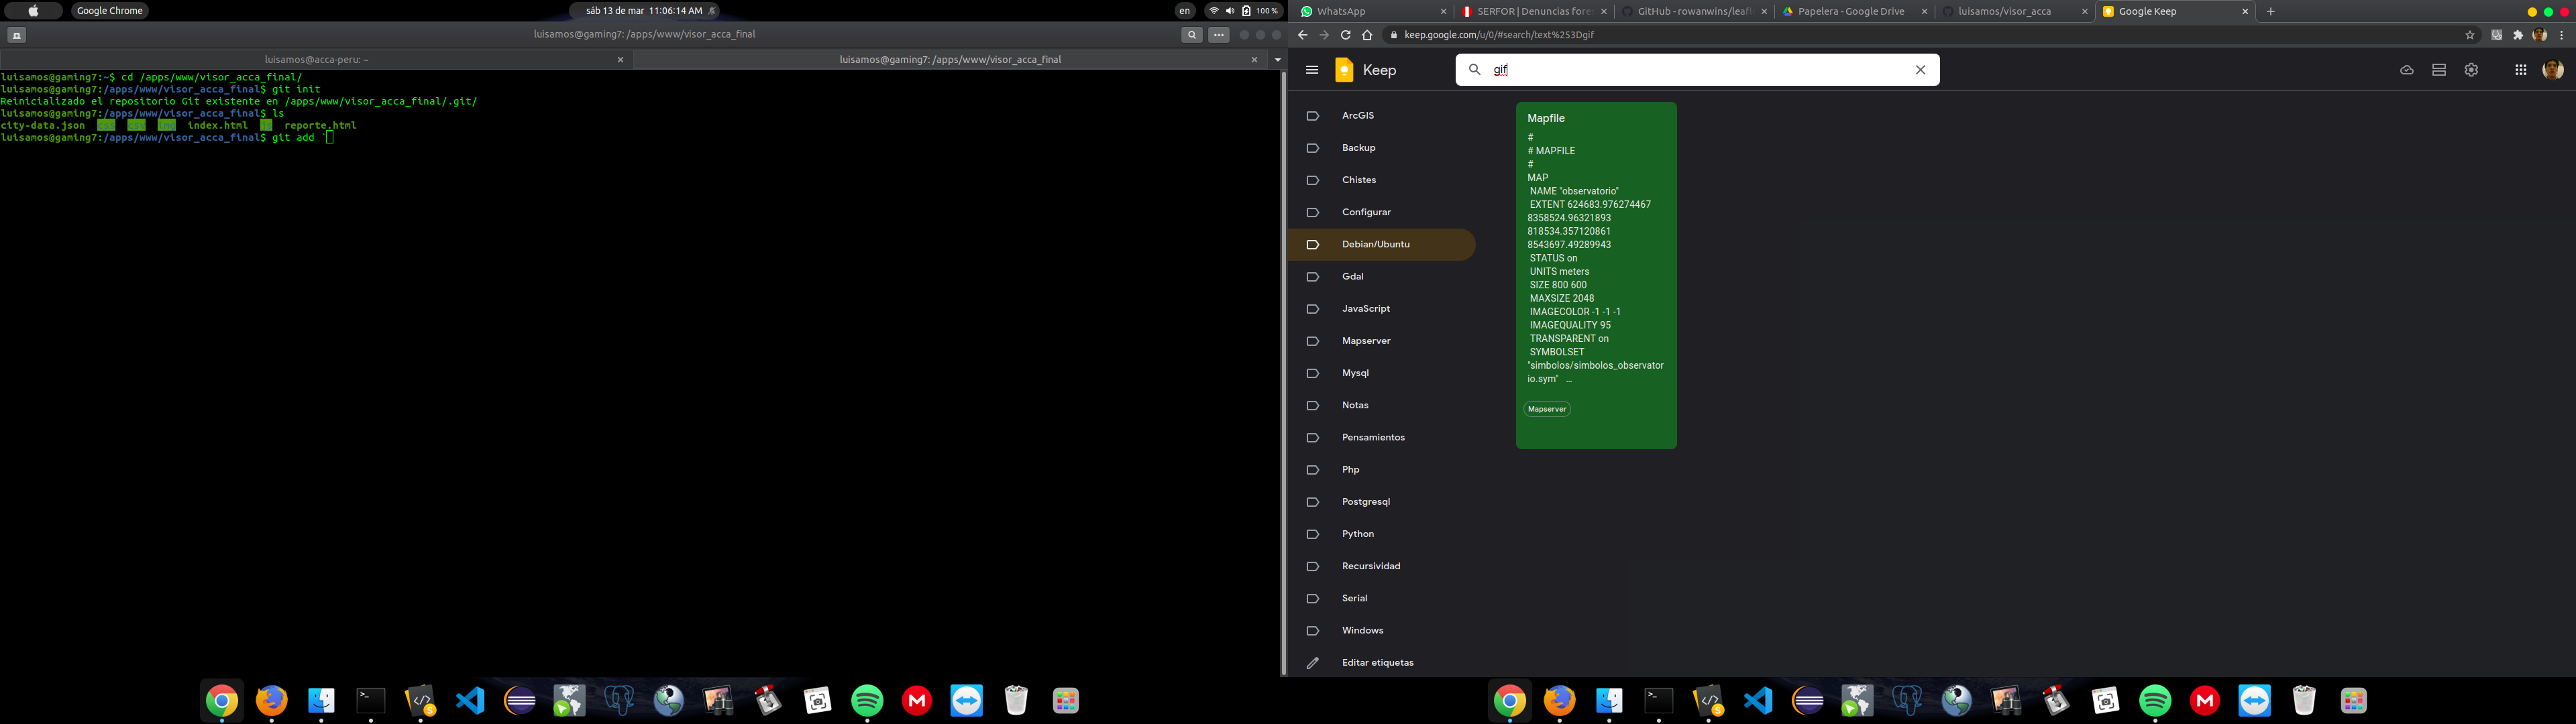 Google Chrome
sáb 13 de mar 11:06:14 AM
en
100 %
luisamos@gaming7: /apps/www/visor_acca_final
luisamos@acca-peru: ~
luisamos@gaming7: /apps/www/visor_acca_final
luisamos@gaming7:~$ cd /apps/www/visor_acca_final/
luisamos@gaming7:/apps/www/visor_acca_final$ git init
Reinicializado el repositorio Git existente en /apps/www/visor_acca_final/.git/
luisamos@gaming7:/apps/www/visor_acca_final$ ls
city-data.json index.html js reporte.html
luisamos@gaming7:/apps/www/visor_acca_final$ git add `
WhatsApp
SERFOR | Denuncias fore
GitHub - rowanwins/leafl
Papelera - Google Drive
luisamos/visor_acca
Google Keep
keep.google.com/u/0/#search/text%253Dgif
Keep
gif
ArcGIS
Backup
Chistes
Configurar
Debian/Ubuntu
Gdal
JavaScript
Mapserver
Mysql
Notas
Pensamientos
Php
Postgresql
Python
Recursividad
Serial
Windows
Editar etiquetas
Mapfile
#
# MAPFILE
#
MAP
NAME "observatorio"
EXTENT 624683.976274467
8358524.96321893
818534.357120861
8543697.49289943
STATUS on
UNITS meters
SIZE 800 600
MAXSIZE 2048
IMAGECOLOR -1 -1 -1
IMAGEQUALITY 95
TRANSPARENT on
SYMBOLSET
"simbolos/simbolos_observator
io.sym" ...
Mapserver